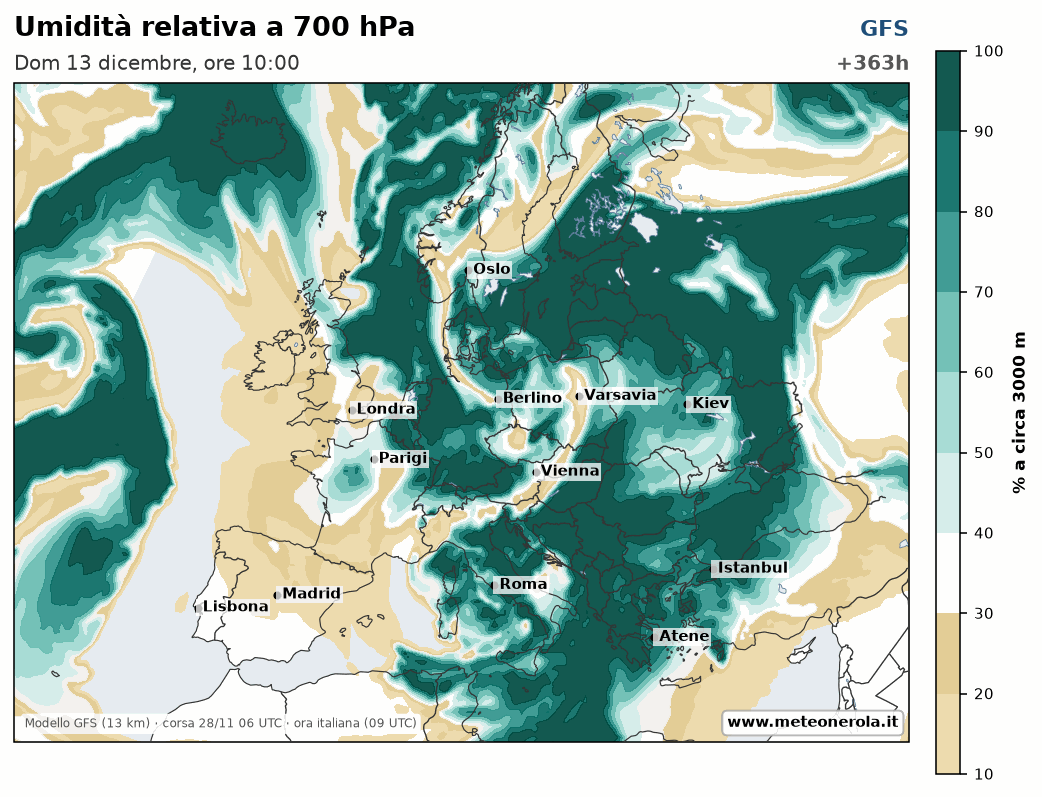 Umidità relativa a 700 hPa
GFS
Dom 13 dicembre, ore 10:00
+363h
100
90
80
70
60
50
40
30
20
10
% a circa 3000 m
Oslo
Berlino
Varsavia
Kiev
Londra
Parigi
Vienna
Istanbul
Roma
Madrid
Lisbona
Atene
Modello GFS (13 km) · corsa 28/11 06 UTC · ora italiana (09 UTC)
www.meteonerola.it